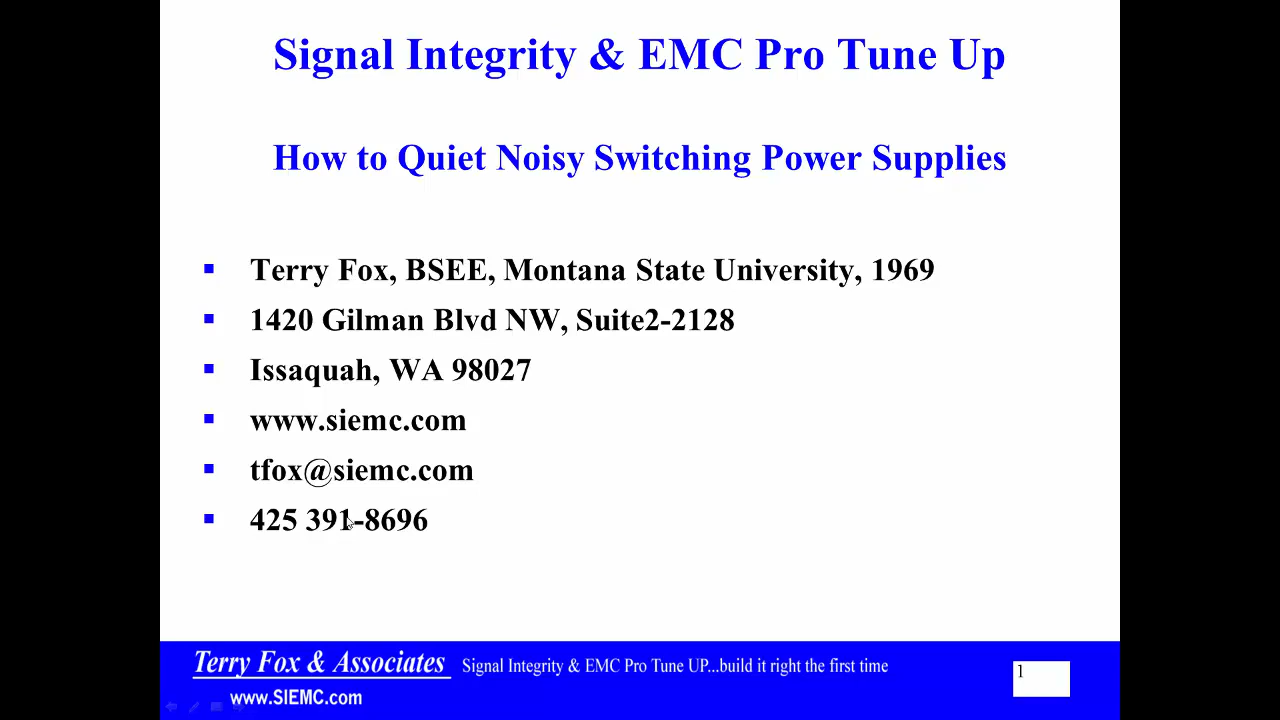 Signal Integrity & EMC Pro Tune Up
How to Quiet Noisy Switching Power Supplies
Terry Fox, BSEE, Montana State University, 1969
1420 Gilman Blvd NW, Suite2-2128
Issaquah, WA 98027
www.siemc.com
tfox@siemc.com
425 391-8696
Terry Fox & Associates Signal Integrity & EMC Pro Tune UP...build it right the first time
1
www.SIEMC.com